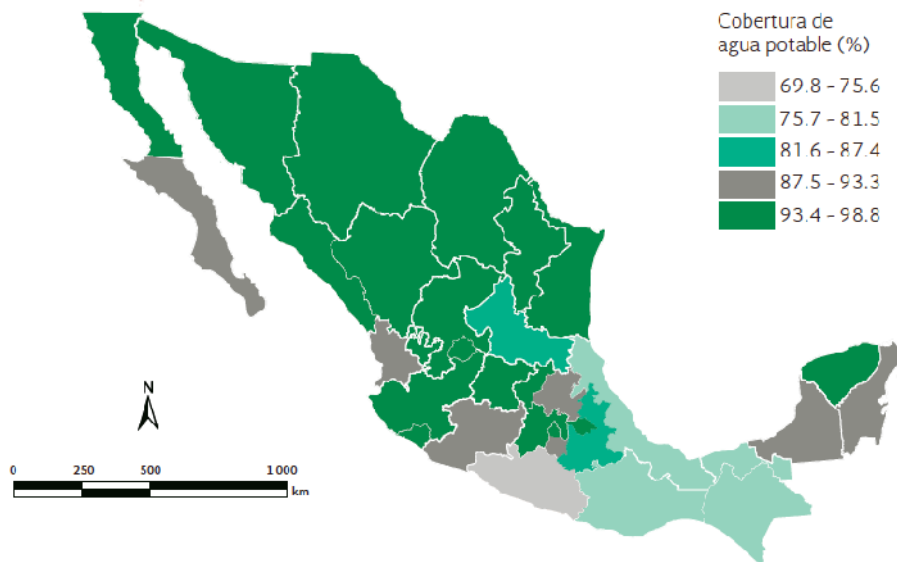 Cobertura de
agua potable (%)
69.8 - 75.6
75.7 - 81.5
81.6 - 87.4
87.5 - 93.3
93.4 - 98.8
N
0 250 500 1 000
km